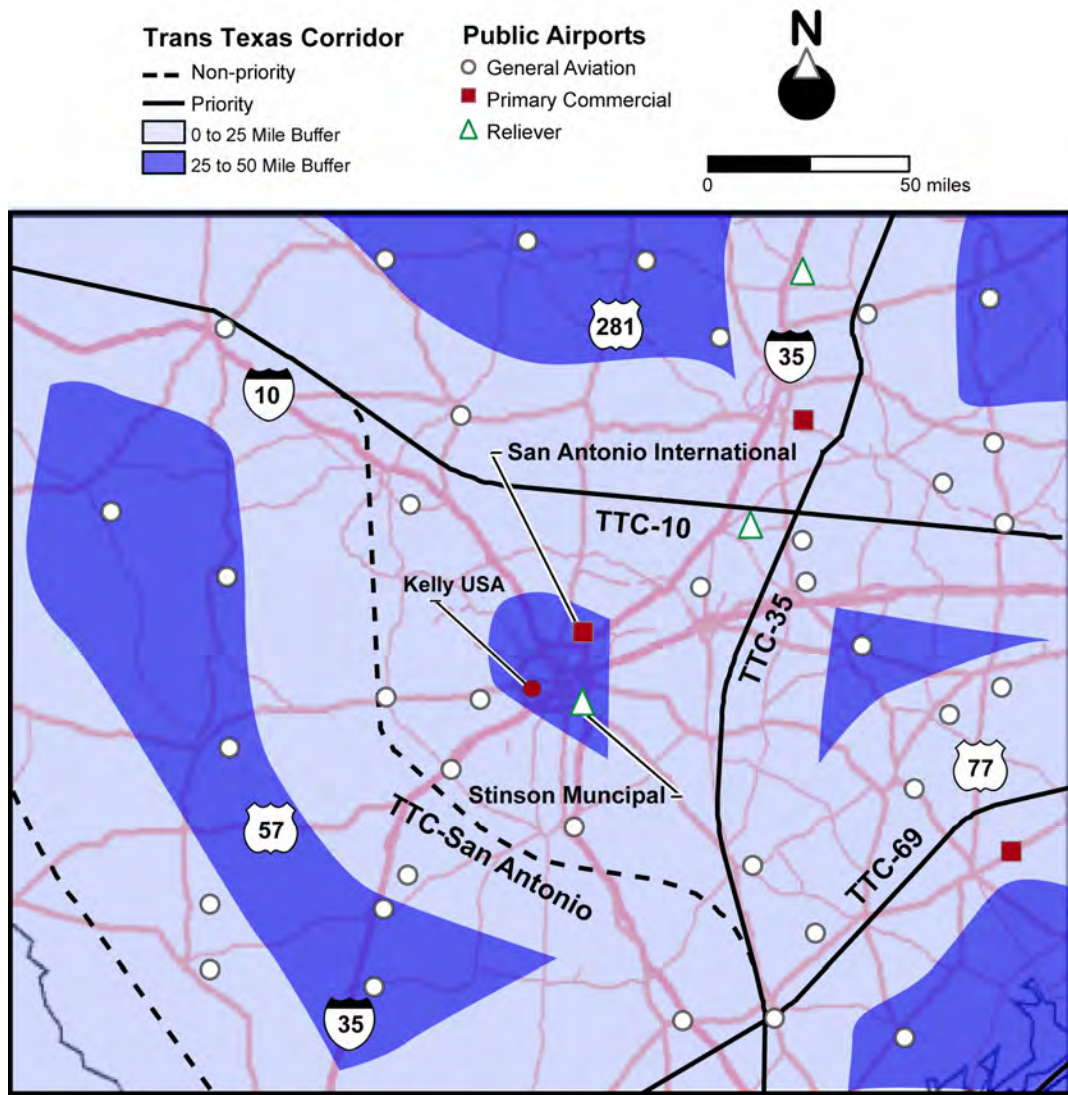 Trans Texas Corridor
Non-priority
Priority
0 to 25 Mile Buffer
25 to 50 Mile Buffer
Public Airports
General Aviation
Primary Commercial
Reliever
N
0 50 miles
281
35
10
San Antonio International
TTC-10
Kelly USA
TTC-35
77
Stinson Muncipal
57
TTC-San Antonio
TTC-69
35